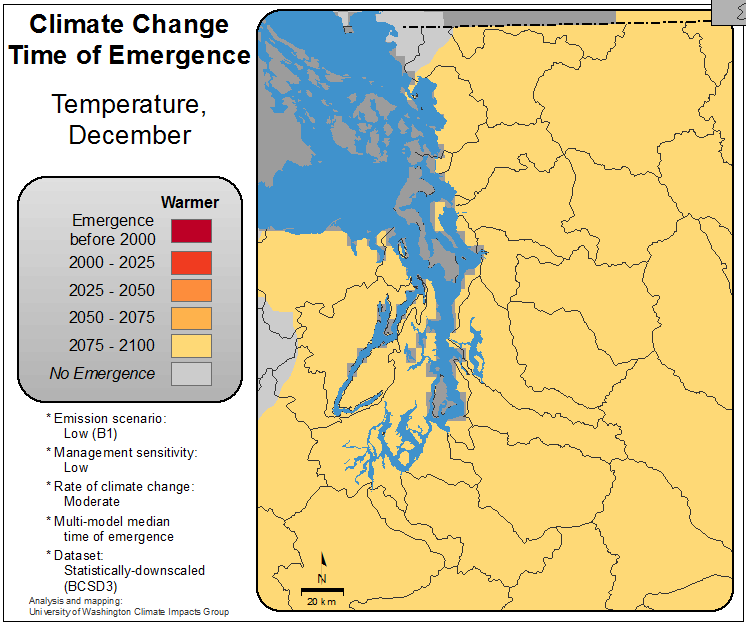 Climate Change
Time of Emergence
Temperature,
December
Warmer
Emergence
before 2000
2000 - 2025
2025 - 2050
2050 - 2075
2075 - 2100
No Emergence
* Emission scenario:
Low (B1)
* Management sensitivity:
Low
* Rate of climate change:
Moderate
* Multi-model median
time of emergence
* Dataset:
Statistically-downscaled
(BCSD3)
Analysis and mapping:
University of Washington Climate Impacts Group
N
20 km